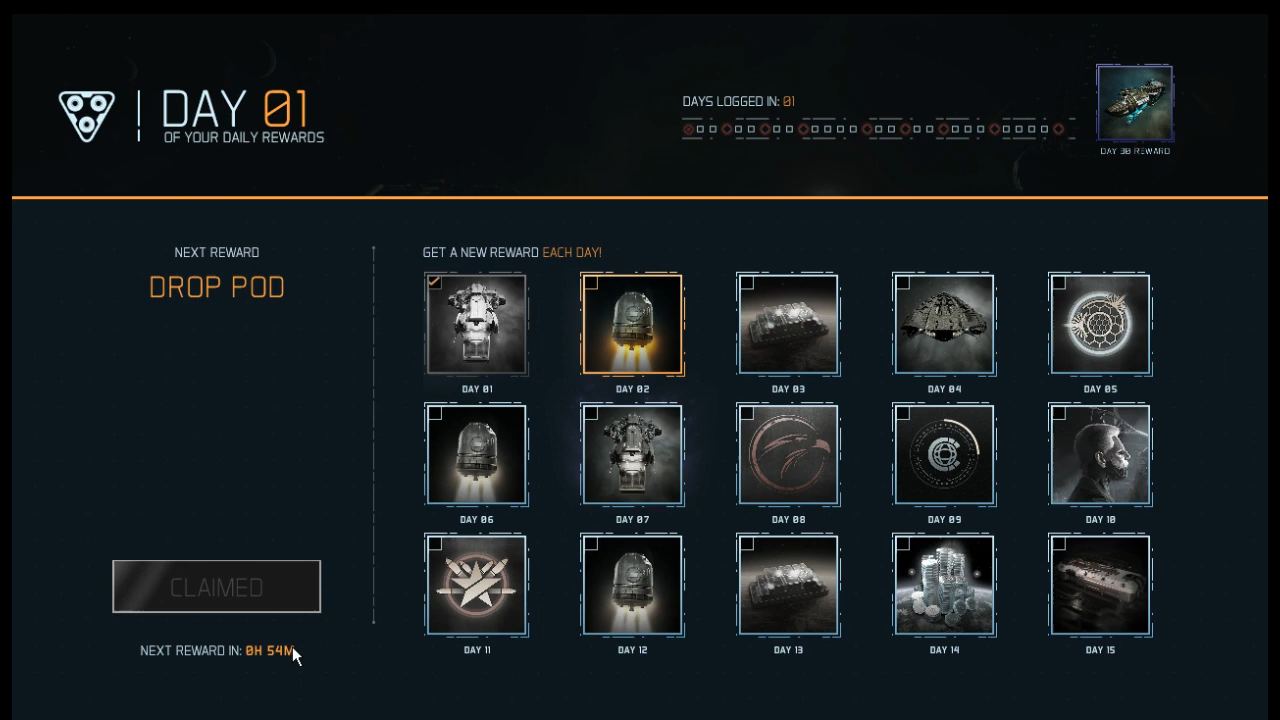 DAY 01
OF YOUR DAILY REWARDS
DAYS LOGGED IN: 01
DAY 30 REWARD
NEXT REWARD
DROP POD
GET A NEW REWARD EACH DAY!
DAY 01
DAY 02
DAY 03
DAY 04
DAY 05
DAY 06
DAY 07
DAY 08
DAY 09
DAY 10
DAY 11
DAY 12
DAY 13
DAY 14
DAY 15
CLAIMED
NEXT REWARD IN: 0H 54M